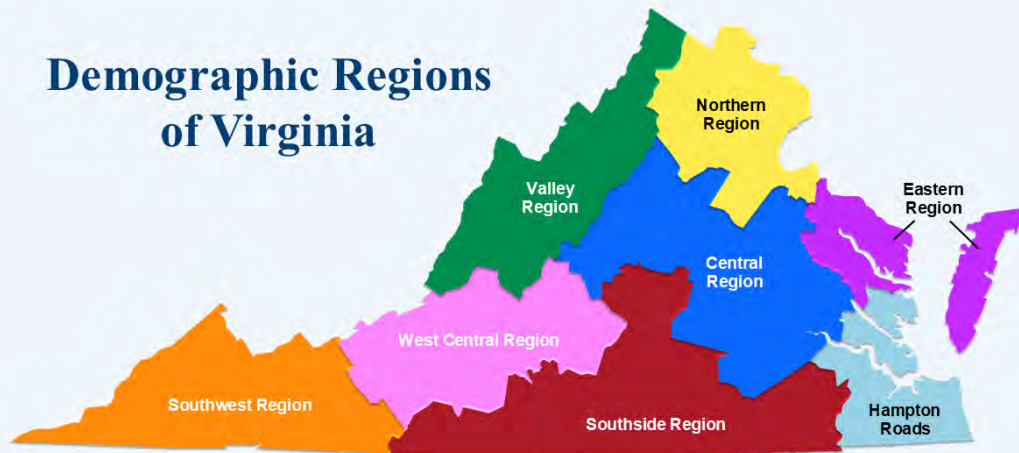 Demographic Regions
of Virginia
Northern
Region
Valley
Region
Eastern
Region
Central
Region
West Central Region
Southwest Region
Southside Region
Hampton
Roads